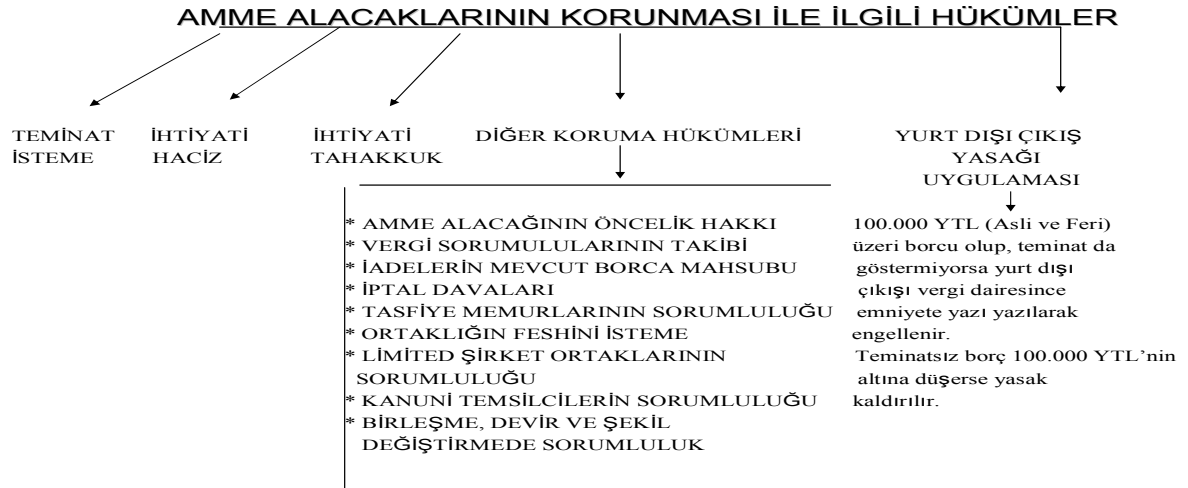 AMME ALACAKLARININ KORUNMASI İLE İLGİLİ HÜKÜMLER
TEMİNAT
İSTEME
İHTİYATİ
HACİZ
İHTİYATİ
TAHAKKUK
DİĞER KORUMA HÜKÜMLERİ
* AMME ALACAĞININ ÖNCELİK HAKKI
* VERGİ SORUMULULARININ TAKİBİ
* İADELERİN MEVCUT BORCA MAHSUBU
* İPTAL DAVALARI
* TASFİYE MEMURLARININ SORUMLULUĞU
* ORTAKLIĞIN FESHİNİ İSTEME
* LİMİTED ŞİRKET ORTAKLARININ
SORUMLULUĞU
* KANUNİ TEMSİLCİLERİN SORUMLULUĞU
* BİRLEŞME, DEVİR VE ŞEKİL
DEĞİŞTİRMEDE SORUMLULUK
YURT DIŞI ÇIKIŞ
YASAĞI
UYGULAMASI
100.000 YTL (Asli ve Feri)
üzeri borcu olup, teminat da
göstermiyorsa yurt dışı
çıkışı vergi dairesince
emniyete yazı yazılarak
engellenir.
Teminatsız borç 100.000 YTL’nin
altına düşerse yasak
kaldırılır.